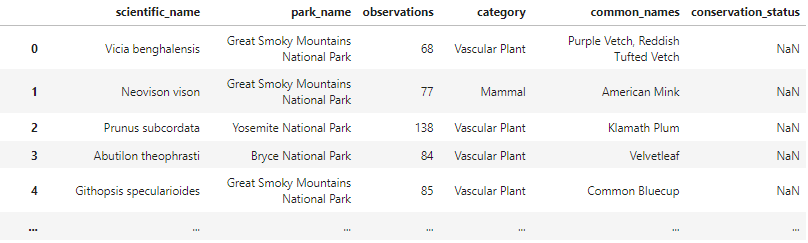 scientific_name park_name observations category common_names conservation_status
0 Vicia benghalensis Great Smoky Mountains National Park 68 Vascular Plant Purple Vetch, Reddish Tufted Vetch NaN
1 Neovison vison Great Smoky Mountains National Park 77 Mammal American Mink NaN
2 Prunus subcordata Yosemite National Park 138 Vascular Plant Klamath Plum NaN
3 Abutilon theophrasti Bryce National Park 84 Vascular Plant Velvetleaf NaN
4 Githopsis specularioides Great Smoky Mountains National Park 85 Vascular Plant Common Bluecup NaN
... ... ... ... ... ... ...